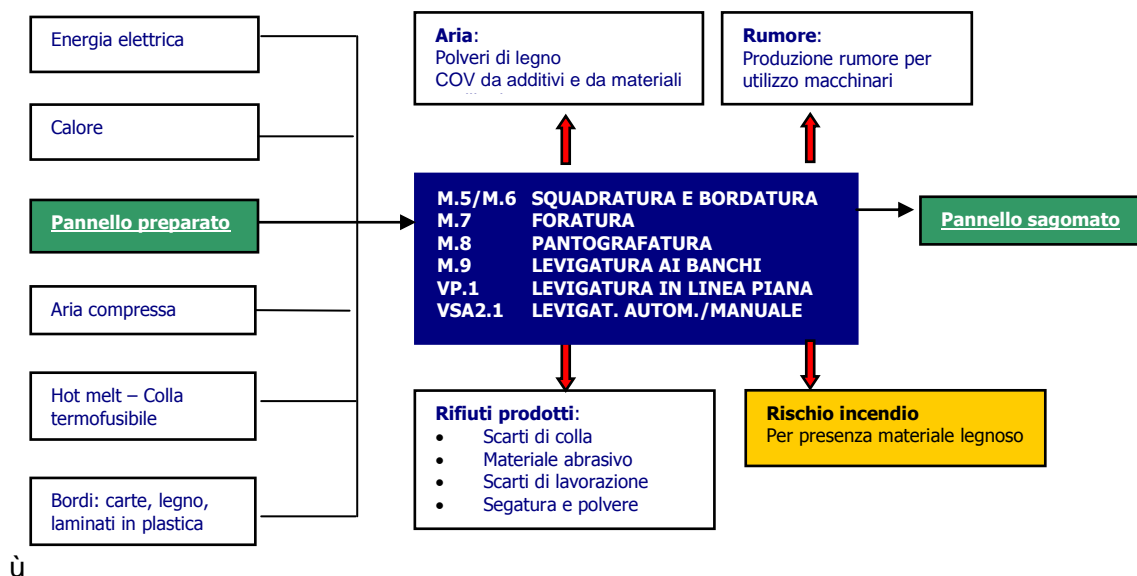 Energia elettrica
Calore
Pannello preparato
Aria compressa
Hot melt – Colla
termofusibile
Bordi: carte, legno,
laminati in plastica
Aria:
Polveri di legno
COV da additivi e da materiali
Rumore:
Produzione rumore per
utilizzo macchinari
M.5/M.6 SQUADRATURA E BORDATURA
M.7 FORATURA
M.8 PANTOGRAFATURA
M.9 LEVIGATURA AI BANCHI
VP.1 LEVIGATURA IN LINEA PIANA
VSA2.1 LEVIGAT. AUTOM./MANUALE
Pannello sagomato
Rifiuti prodotti:
• Scarti di colla
• Materiale abrasivo
• Scarti di lavorazione
• Segatura e polvere
Rischio incendio
Per presenza materiale legnoso
ù